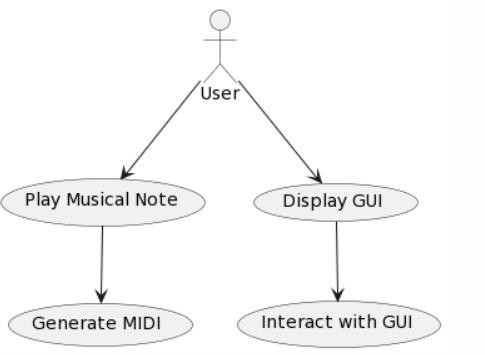 User
Play Musical Note
Display GUI
Generate MIDI
Interact with GUI